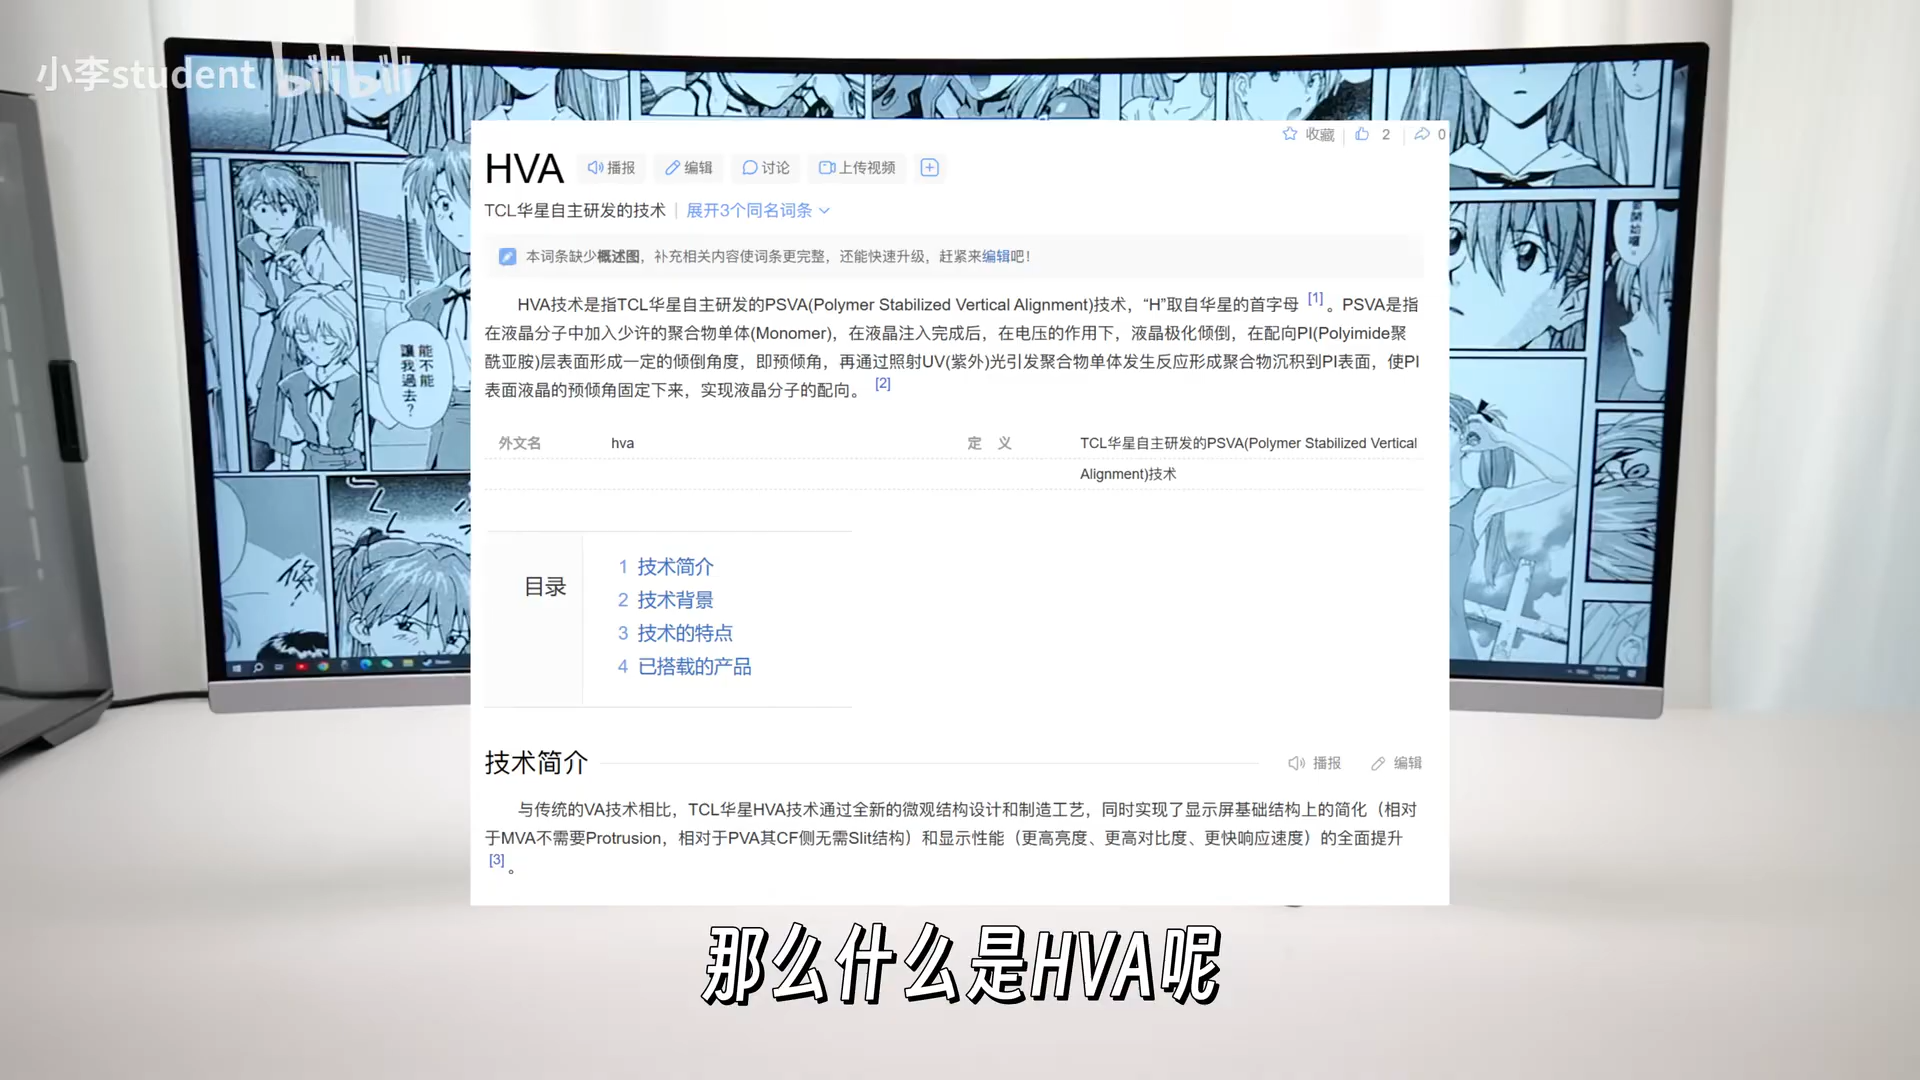 小李student bilibili
收藏 2 0
HVA 播报 编辑 讨论 上传视频
TCL华星自主研发的技术 展开3个同名词条
本词条缺少概述图，补充相关内容使词条更完整，还能快速升级，赶紧来编辑吧！
HVA技术是指TCL华星自主研发的PSVA(Polymer Stabilized Vertical Alignment)技术，“H”取自华星的首字母 [1] 。PSVA是指
在液晶分子中加入少许的聚合物单体(Monomer)，在液晶注入完成后，在电压的作用下，液晶极化倾倒，在配向PI(Polyimide聚
酰亚胺)层表面形成一定的倾倒角度，即预倾角，再通过照射UV(紫外)光引发聚合物单体发生反应形成聚合物沉积到PI表面，使PI
表面液晶的预倾角固定下来，实现液晶分子的配向。 [2]
外文名 hva 定 义 TCL华星自主研发的PSVA(Polymer Stabilized Vertical
Alignment)技术
目录
1 技术简介
2 技术背景
3 技术的特点
4 已搭载的产品
技术简介 播报 编辑
与传统的VA技术相比，TCL华星HVA技术通过全新的微观结构设计和制造工艺，同时实现了显示屏基础结构上的简化（相对
于MVA不需要Protrusion，相对于PVA其CF侧无需Slit结构）和显示性能（更高亮度、更高对比度、更快响应速度）的全面提升
[3] 。
能不能
讓我過去？
那么什么是HVA呢